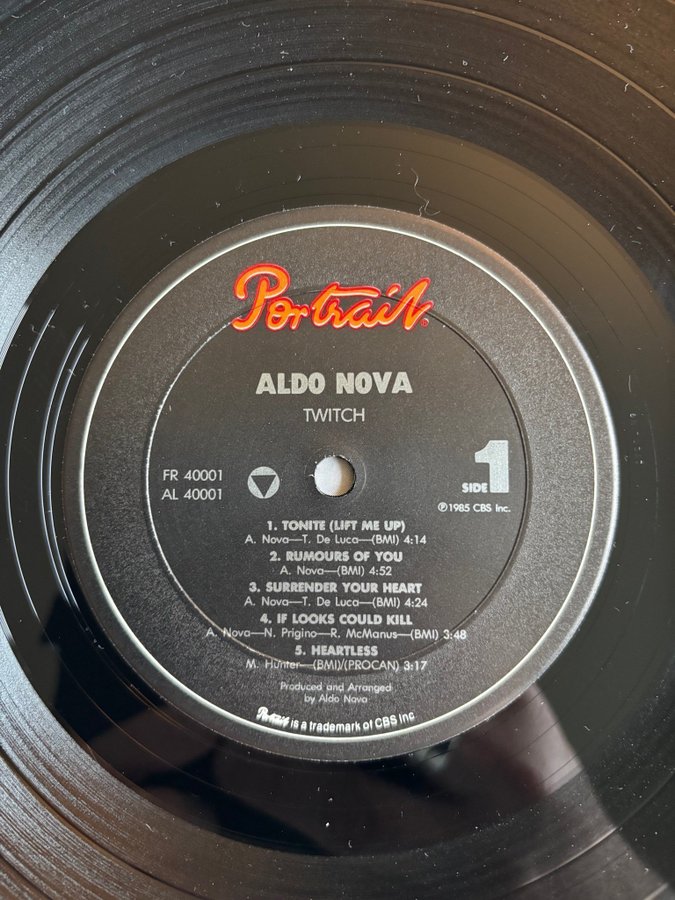 Portrait®
ALDO NOVA
TWITCH
FR 40001
AL 40001
SIDE 1
℗1985 CBS Inc.
1. TONITE (LIFT ME UP)
A. Nova—T. De Luca—(BMI) 4:14
2. RUMOURS OF YOU
A. Nova—(BMI) 4:52
3. SURRENDER YOUR HEART
A. Nova—T. De Luca—(BMI) 4:24
4. IF LOOKS COULD KILL
A. Nova—N. Prigino—R. McManus—(BMI) 3:48
5. HEARTLESS
M. Hunter—(BMI)/(PROCAN) 3:17
Produced and Arranged
by Aldo Nova
Portrait is a trademark of CBS Inc